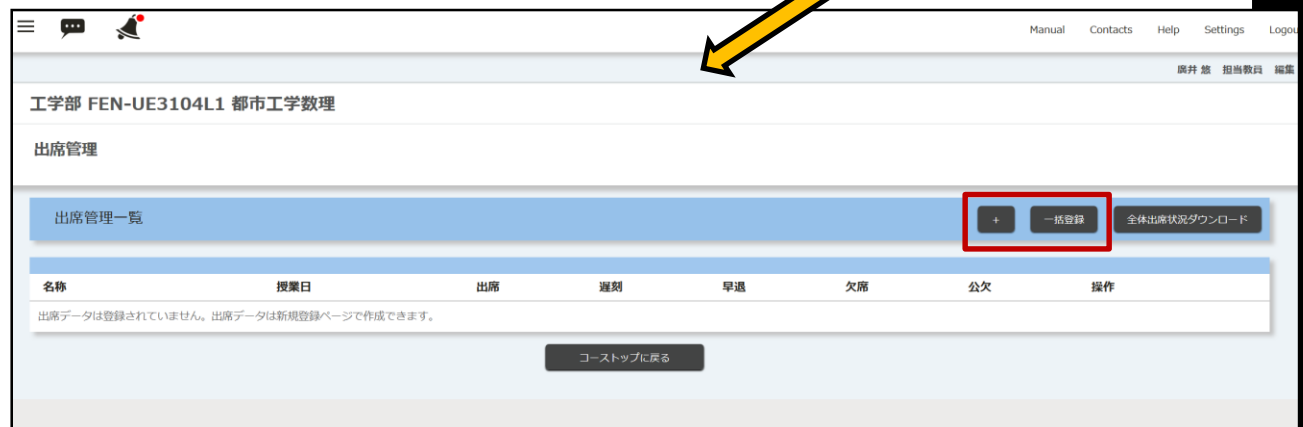 Manual Contacts Help Settings Logou
廣井 悠 担当教員 編集
工学部 FEN-UE3104L1 都市工学数理
出席管理
出席管理一覧 + 一括登録 全体出席状況ダウンロード
名称 授業日 出席 遅刻 早退 欠席 公欠 操作
出席データは登録されていません。出席データは新規登録ページで作成できます。
コーストップに戻る